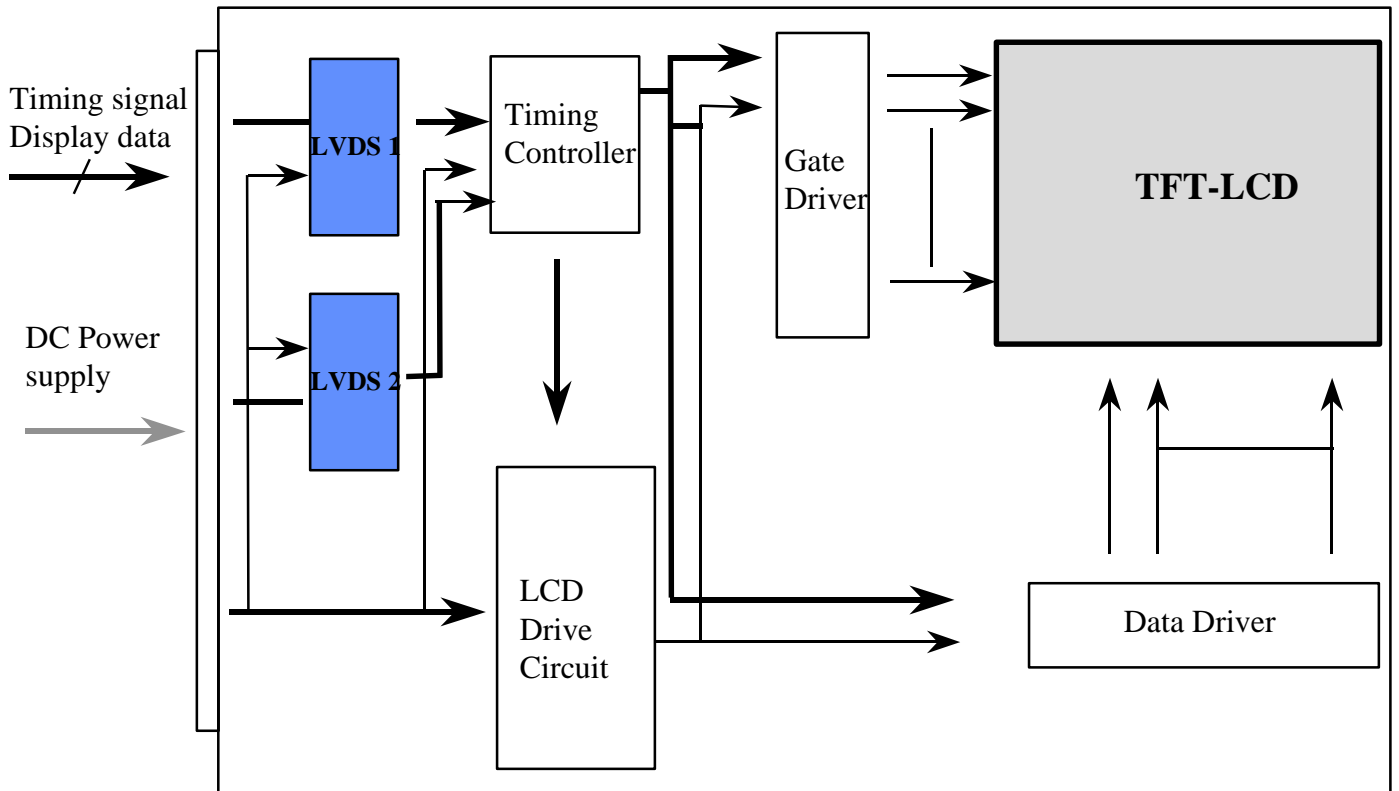 Timing signal
Display data
DC Power
supply
LVDS 1
LVDS 2
Timing
Controller
LCD
Drive
Circuit
Gate
Driver
TFT-LCD
Data Driver